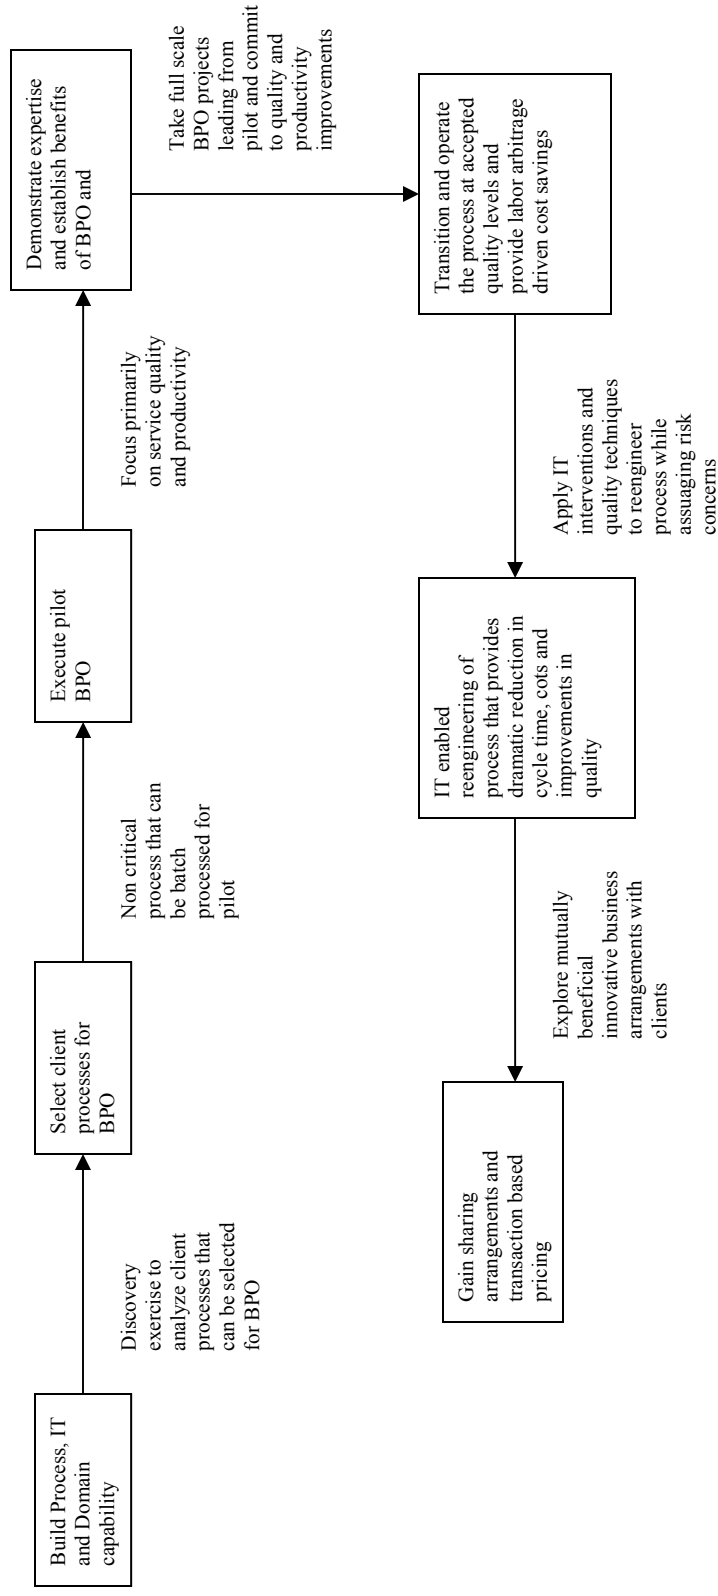 Build Process, IT
and Domain
capability
Discovery
exercise to
analyze client
processes that
can be selected
for BPO
Select client
processes for
BPO
Non critical
process that can
be batch
processed for
pilot
Execute pilot
BPO
Focus primarily
on service quality
and productivity
Demonstrate expertise
and establish benefits
of BPO and
Take full scale
BPO projects
leading from
pilot and commit
to quality and
productivity
improvements
Transition and operate
the process at accepted
quality levels and
provide labor arbitrage
driven cost savings
Apply IT
interventions and
quality techniques
to reengineer
process while
assuaging risk
concerns
IT enabled
reengineering of
process that provides
dramatic reduction in
cycle time, cots and
improvements in
quality
Explore mutually
beneficial
innovative business
arrangements with
clients
Gain sharing
arrangements and
transaction based
pricing